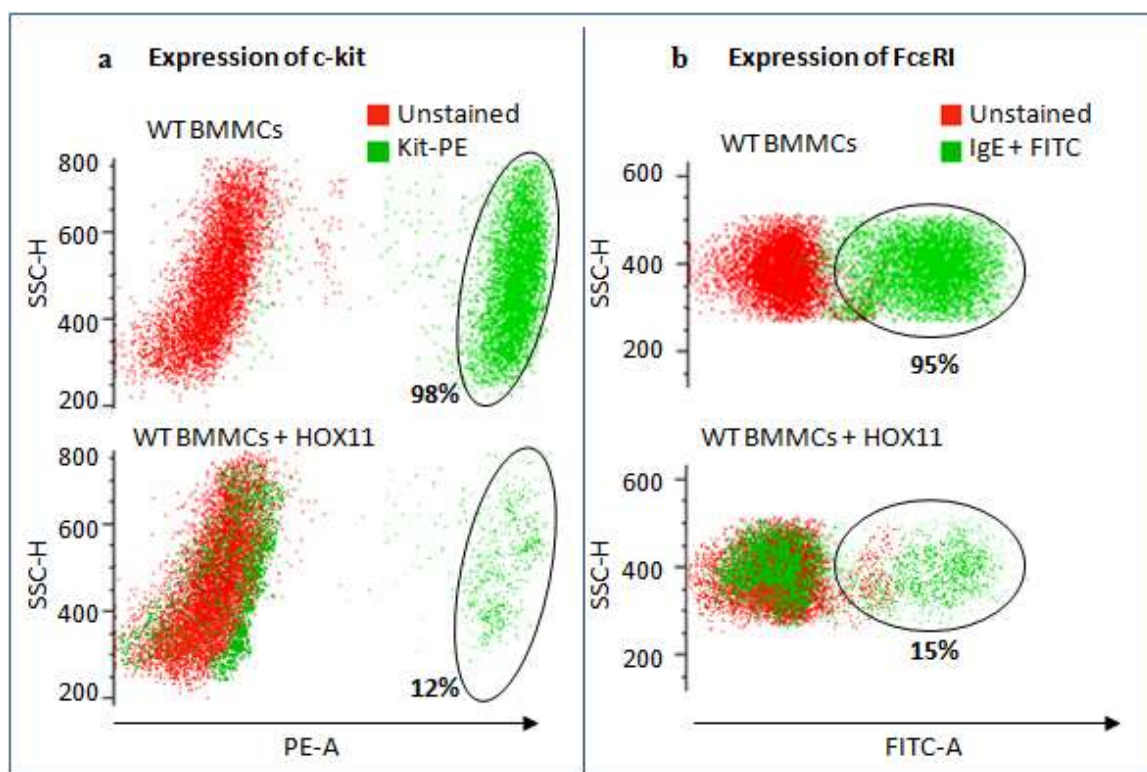 a Expression of c-kit
WT BMMCs
Unstained
Kit-PE
800
600
400
200
SSC-H
98%
WT BMMCs + HOX11
800
600
400
200
SSC-H
12%
PE-A
b Expression of FcεRI
WT BMMCs
Unstained
IgE + FITC
600
400
200
SSC-H
95%
WT BMMCs + HOX11
600
400
200
SSC-H
15%
FITC-A